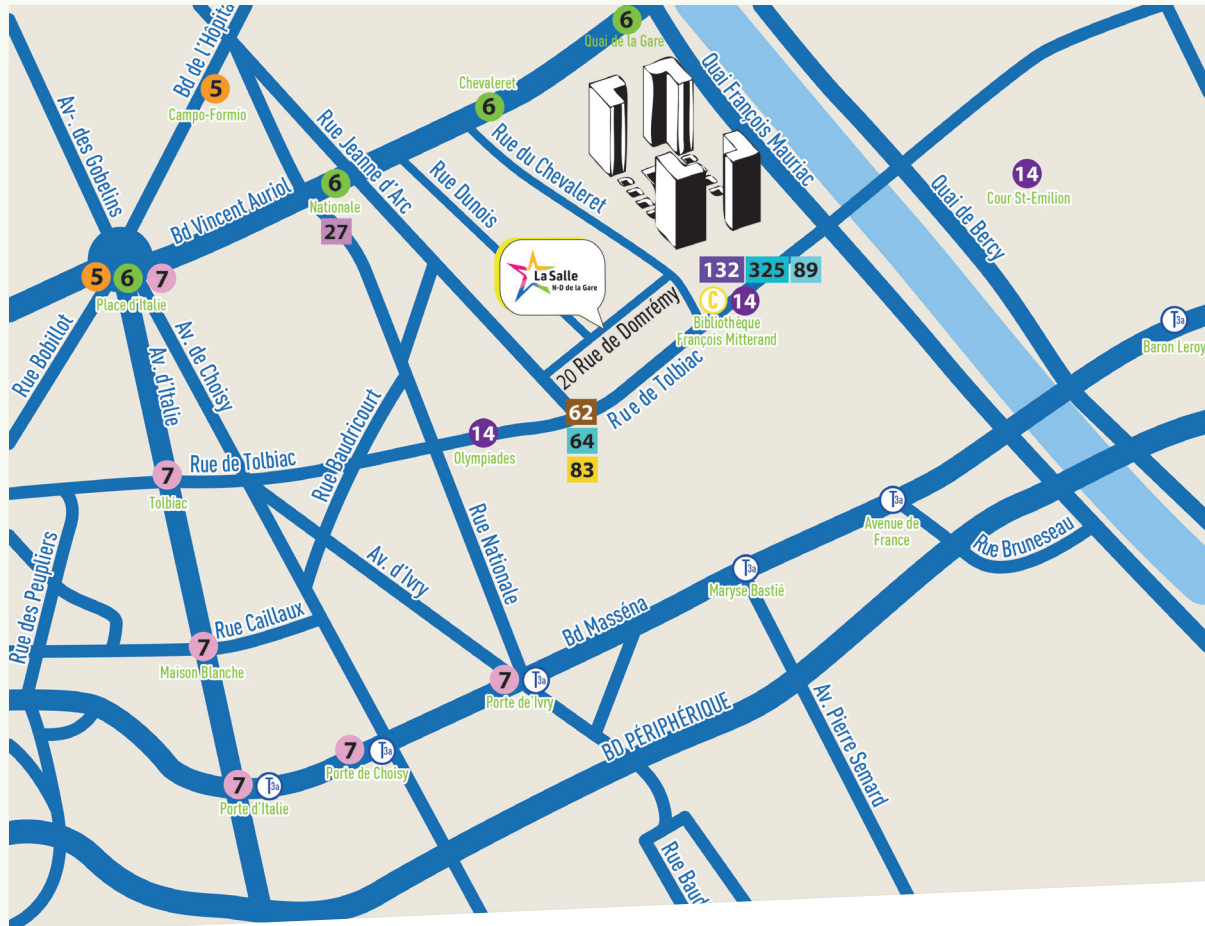 6
Quai de la Gare
Bd de l'Hôpita
5
Campo-Formio
Av-. des Gobelins
Chevaleret
6
Rue Jeanne d'Arc
Rue du Chevaleret
Quai François Mauriac
Quai de Bercy
14
Cour St-Emilion
6
Nationale
27
Bd Vincent Auriol
Rue Dunois
La Salle
N-D de la Gare
132 325 89
C 14
Bibliothèque
François Mitterand
5 6 7
Place d'Italie
Rue Bobillot
Av. d'Italie
Av. de Choisy
20 Rue de Domrémy
Rue de Tolbiac
T3a
Baron Leroy
Rue Baudricourt
62
64
83
14
Olympiades
7
Tolbiac
Rue de Tolbiac
Rue Nationale
T3a
Avenue de
France
Rue Bruneseau
Rue des Peupliers
Av. d'Ivry
T3a
Maryse Bastié
Rue Caillaux
7
Maison Blanche
Bd Masséna
7 T3a
Porte d'Ivry
Av. Pierre Semard
BD PÉRIPHÉRIQUE
7 T3a
Porte de Choisy
7 T3a
Porte d'Italie
Rue Baud